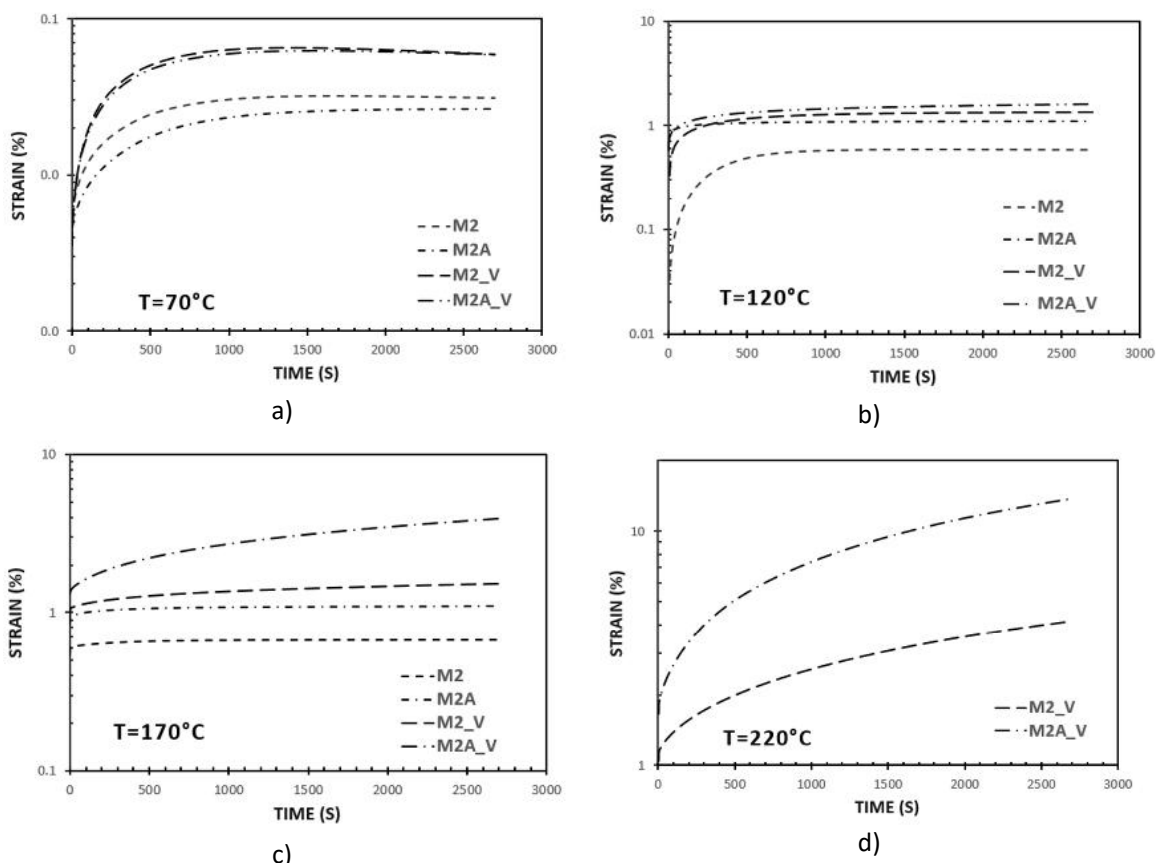 0.1
0.0
0.0
STRAIN (%)
M2
M2A
M2_V
M2A_V
T=70°C
0 500 1000 1500 2000 2500 3000
TIME (S)
a)
10
1
0.1
0.01
STRAIN (%)
M2
M2A
M2_V
M2A_V
T=120°C
0 500 1000 1500 2000 2500 3000
TIME (S)
b)
10
1
0.1
STRAIN (%)
M2
M2A
M2_V
M2A_V
T=170°C
0 500 1000 1500 2000 2500 3000
TIME (S)
c)
10
1
STRAIN (%)
M2_V
M2A_V
T=220°C
0 500 1000 1500 2000 2500 3000
TIME (S)
d)